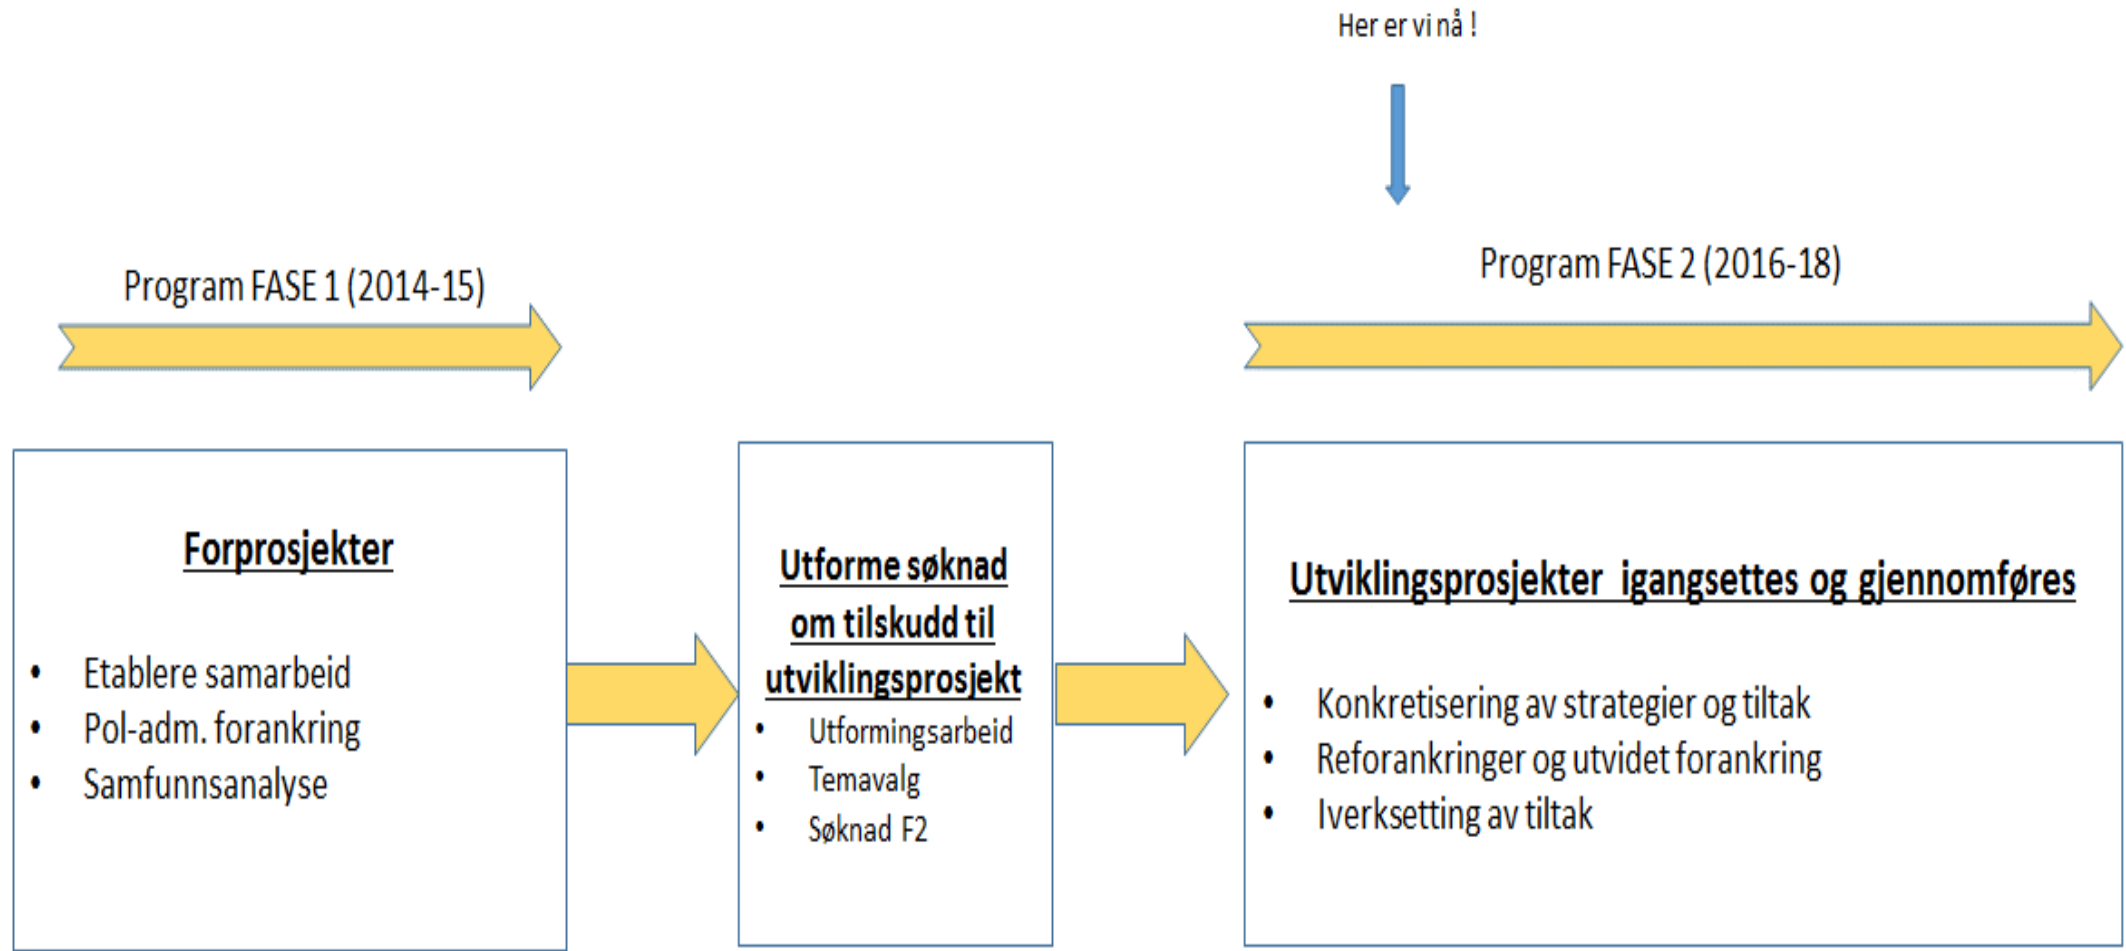 Her er vi nå !
Program FASE 1 (2014-15)
Program FASE 2 (2016-18)
Forprosjekter
• Etablere samarbeid
• Pol-adm. forankring
• Samfunnsanalyse
Utforme søknad
om tilskudd til
utviklingsprosjekt
• Utformingsarbeid
• Temavalg
• Søknad F2
Utviklingsprosjekter igangsettes og gjennomføres
• Konkretisering av strategier og tiltak
• Reforankringer og utvidet forankring
• Iverksetting av tiltak